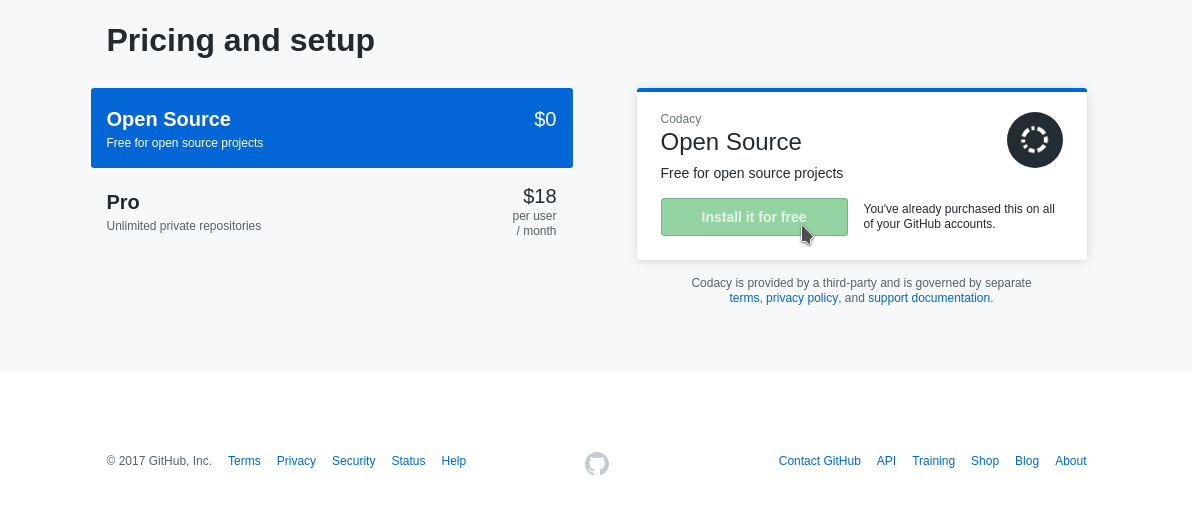 Pricing and setup
Open Source
$0
Free for open source projects
Pro
$18
Unlimited private repositories
per user
/ month
Codacy
Open Source
Free for open source projects
Install it for free
You've already purchased this on all
of your GitHub accounts.
Codacy is provided by a third-party and is governed by separate
terms, privacy policy, and support documentation.
© 2017 GitHub, Inc. Terms Privacy Security Status Help
Contact GitHub API Training Shop Blog About